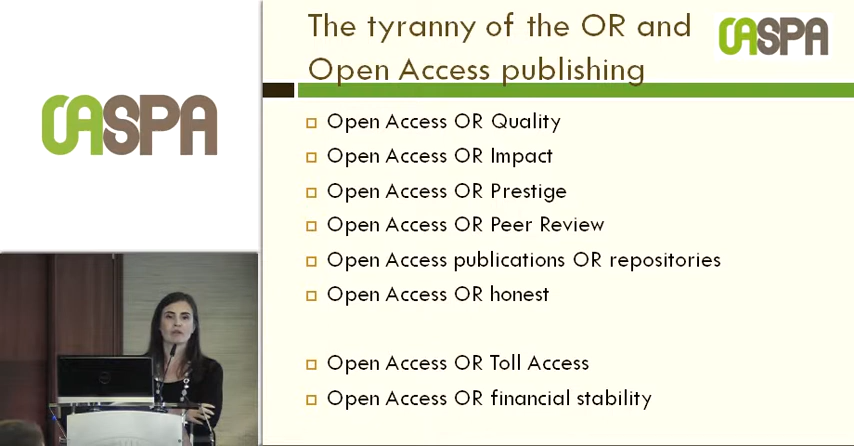 OASPA
The tyranny of the OR and
Open Access publishing
OASPA
Open Access OR Quality
Open Access OR Impact
Open Access OR Prestige
Open Access OR Peer Review
Open Access publications OR repositories
Open Access OR honest
Open Access OR Toll Access
Open Access OR financial stability